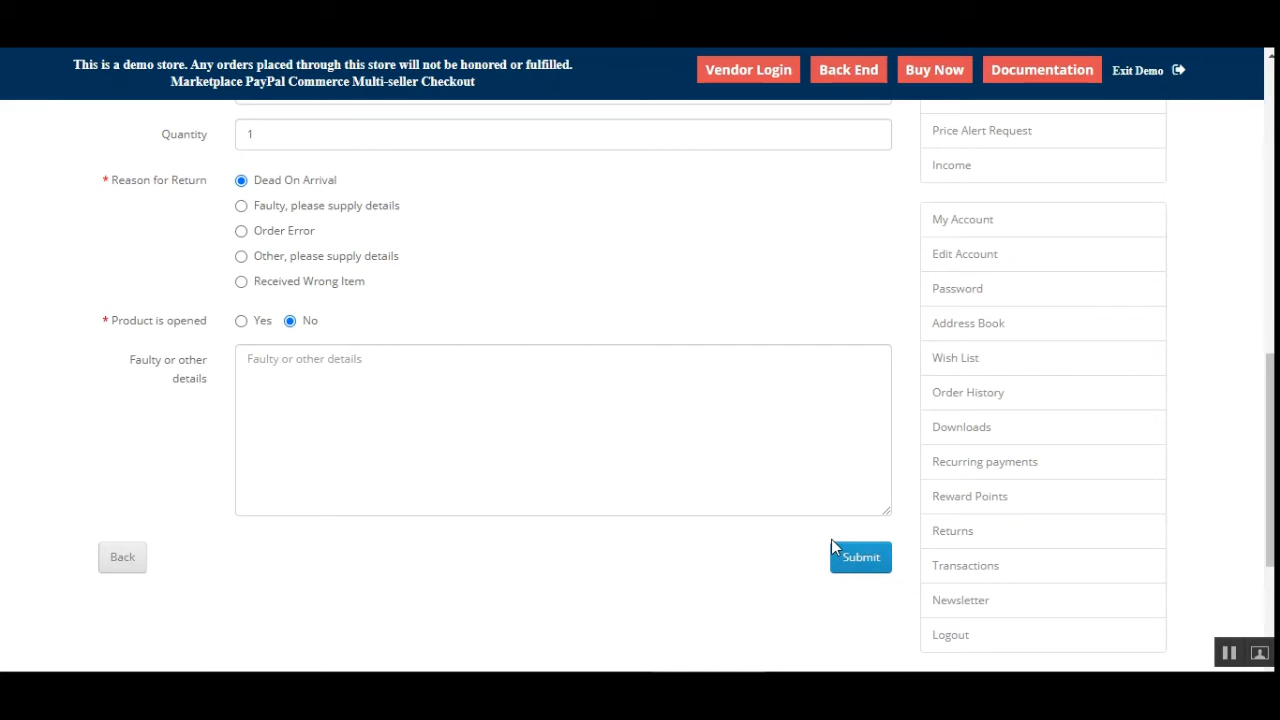 This is a demo store. Any orders placed through this store will not be honored or fulfilled.
Marketplace PayPal Commerce Multi-seller Checkout
Vendor Login
Back End
Buy Now
Documentation
Exit Demo
Quantity
1
* Reason for Return
Dead On Arrival
Faulty, please supply details
Order Error
Other, please supply details
Received Wrong Item
* Product is opened
Yes
No
Faulty or other
details
Faulty or other details
Back
Submit
Price Alert Request
Income
My Account
Edit Account
Password
Address Book
Wish List
Order History
Downloads
Recurring payments
Reward Points
Returns
Transactions
Newsletter
Logout